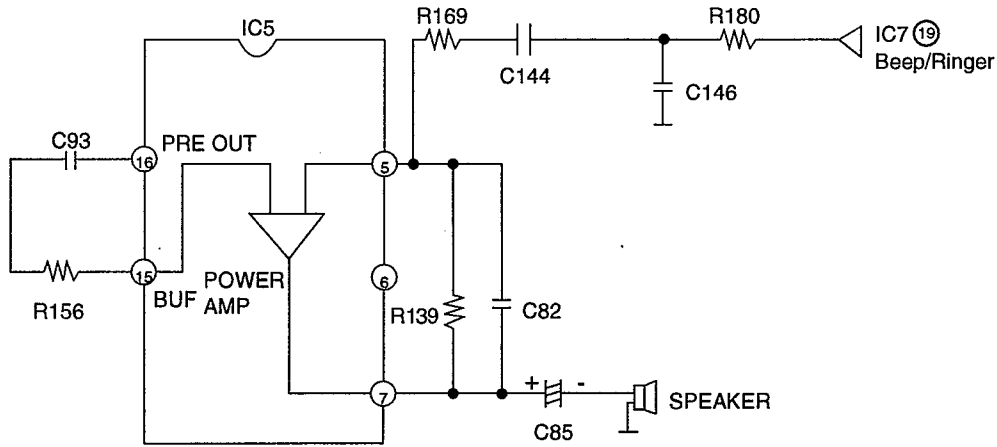 IC5
R169
C144
R180
IC7 19
Beep/Ringer
C146
C93
16
PRE OUT
5
R156
15
BUF
POWER
AMP
6
R139
C82
7
+
-
C85
SPEAKER